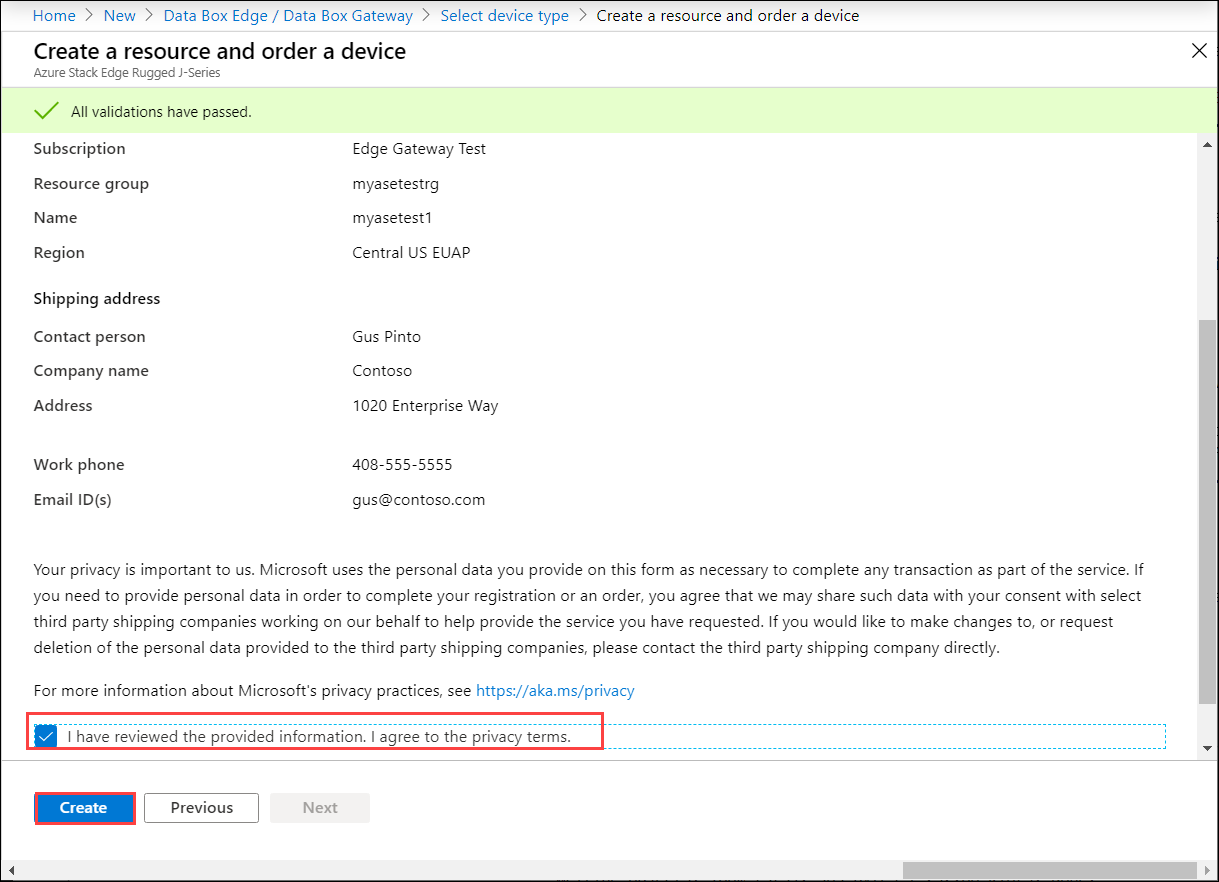 Home > New > Data Box Edge / Data Box Gateway > Select device type > Create a resource and order a device
Create a resource and order a device
Azure Stack Edge Rugged J-Series
All validations have passed.
Subscription Edge Gateway Test
Resource group myasetestrg
Name myasetest1
Region Central US EUAP
Shipping address
Contact person Gus Pinto
Company name Contoso
Address 1020 Enterprise Way
Work phone 408-555-5555
Email ID(s) gus@contoso.com
Your privacy is important to us. Microsoft uses the personal data you provide on this form as necessary to complete any transaction as part of the service. If
you need to provide personal data in order to complete your registration or an order, you agree that we may share such data with your consent with select
third party shipping companies working on our behalf to help provide the service you have requested. If you would like to make changes to, or request
deletion of the personal data provided to the third party shipping companies, please contact the third party shipping company directly.
For more information about Microsoft's privacy practices, see https://aka.ms/privacy
I have reviewed the provided information. I agree to the privacy terms.
Create Previous Next